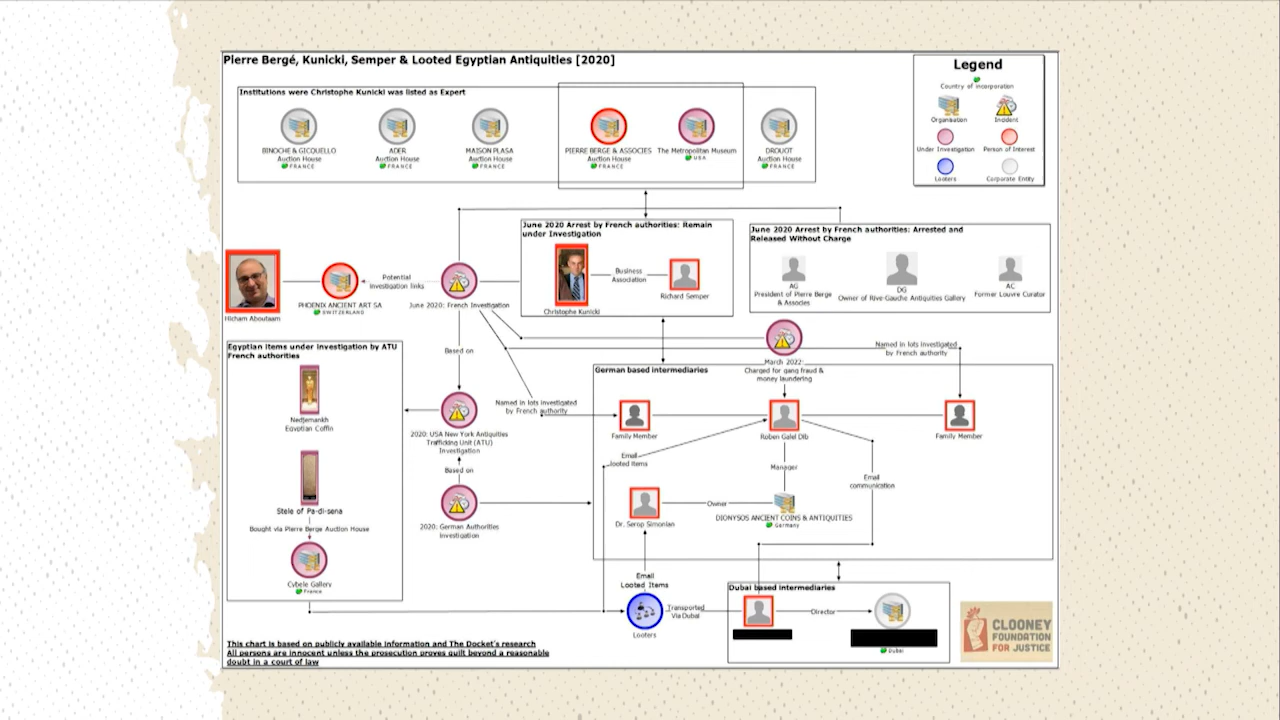 Pierre Bergé, Kunicki, Semper & Looted Egyptian Antiquities [2020]
Legend
Country of incorporation
Organisation
Incident
Under Investigation
Person of Interest
Looters
Corporate Entity
Institutions were Christophe Kunicki was listed as Expert
BINOCHE & GICQUELLO
Auction House
FRANCE
ADER
Auction House
FRANCE
MAISON PLASA
Auction House
FRANCE
PIERRE BERGE & ASSOCIES
Auction House
FRANCE
The Metropolitan Museum
USA
DROUOT
Auction House
FRANCE
June 2020 Arrest by French authorities: Remain
under Investigation
Christophe Kunicki
Business
Association
Richard Semper
June 2020 Arrest by French authorities: Arrested and
Released Without Charge
AG
President of Pierre Berge
& Associes
DG
Owner of Rive-Gauche Antiquities Gallery
AC
Former Louvre Curator
Hicham Aboutaam
PHOENIX ANCIENT ART SA
SWITZERLAND
Potential
investigation links
June 2020: French Investigation
Based on
Named in lots investigated
by French authority
March 2022:
Charged for gang fraud &
money laundering
Named in lots investigated
by French authority
Egyptian items under investigation by ATU
French authorities
Nedjemankh
Egyptian Coffin
Stele of Pa-di-sena
Bought via Pierre Berge Auction House
Cybele Gallery
France
2020: USA New York Antiquities
Trafficking Unit (ATU)
Investigation
Based on
2020: German Authorities
Investigation
German based intermediaries
Family Member
Roben Galel Dib
Family Member
Email
looted items
Manager
Email
communication
Dr. Serop Simonian
Owner
DIONYSOS ANCIENT COINS & ANTIQUITIES
Germany
Email
Looted Items
Looters
Transported
Via Dubai
Dubai based intermediaries
Director
Dubai
This chart is based on publicly available information and The Docket's research
All persons are innocent unless the prosecution proves guilt beyond a reasonable
doubt in a court of law
CLOONEY
FOUNDATION
FOR JUSTICE